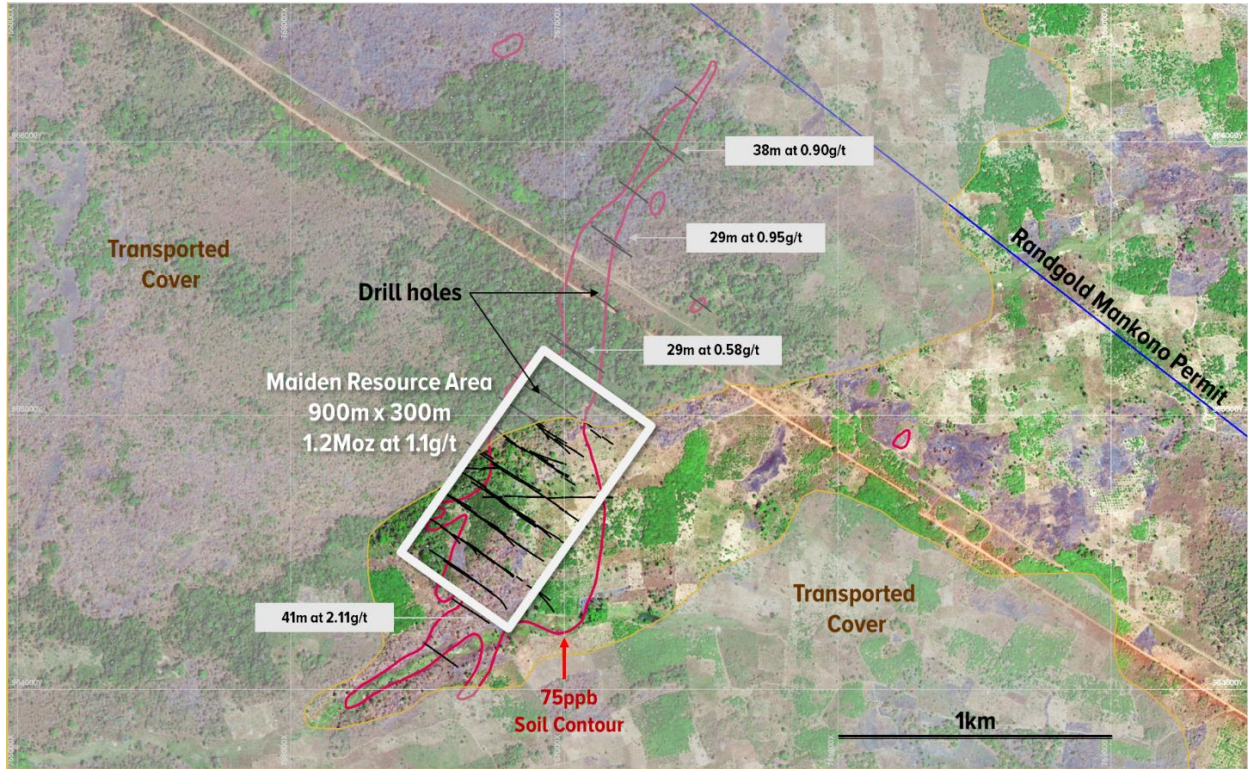 38m at 0.90g/t
29m at 0.95g/t
Transported
Cover
Drill holes
Randgold Mankono Permit
29m at 0.58g/t
Maiden Resource Area
900m x 300m
1.2Moz at 1.1g/t
41m at 2.11g/t
Transported
Cover
75ppb
Soil Contour
1km